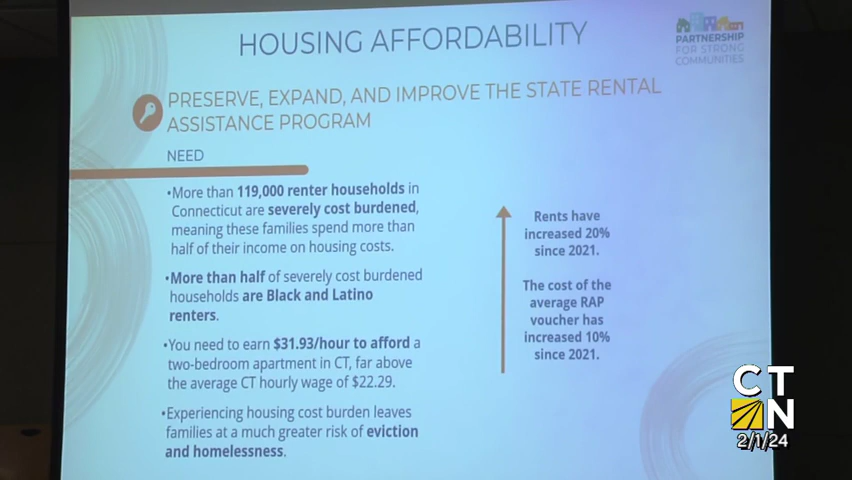 HOUSING AFFORDABILITY
PARTNERSHIP
FOR STRONG
COMMUNITIES
PRESERVE, EXPAND, AND IMPROVE THE STATE RENTAL
ASSISTANCE PROGRAM
NEED
•More than 119,000 renter households in
Connecticut are severely cost burdened,
meaning these families spend more than
half of their income on housing costs.
•More than half of severely cost burdened
households are Black and Latino
renters.
•You need to earn $31.93/hour to afford a
two-bedroom apartment in CT, far above
the average CT hourly wage of $22.29.
•Experiencing housing cost burden leaves
families at a much greater risk of eviction
and homelessness.
Rents have
increased 20%
since 2021.
The cost of the
average RAP
voucher has
increased 10%
since 2021.
CT
N
2/1/24